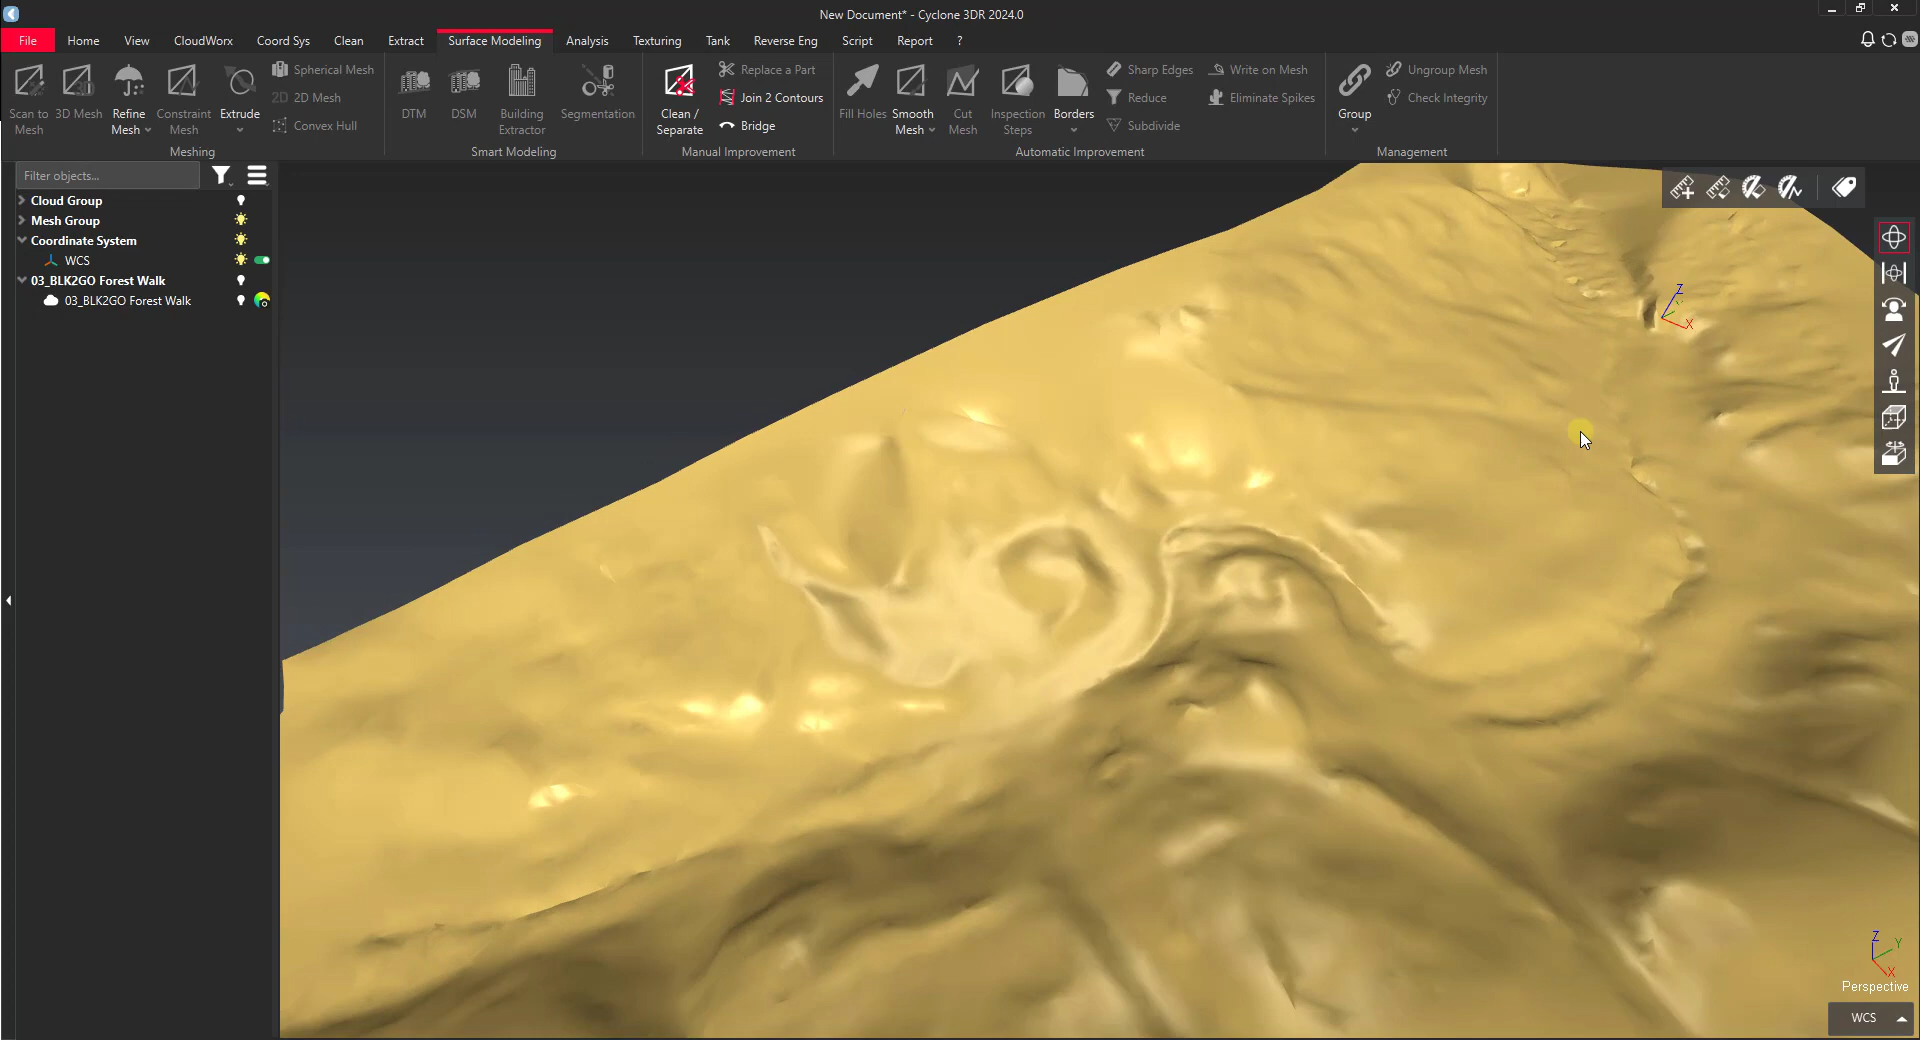 New Document* - Cyclone 3DR 2024.0
File Home View CloudWorx Coord Sys Clean Extract Surface Modeling Analysis Texturing Tank Reverse Eng Script Report ?
Scan to Mesh
3D Mesh
Refine Mesh
Constraint Mesh
Extrude
Spherical Mesh
2D 2D Mesh
Convex Hull
Meshing
DTM
DSM
Building Extractor
Segmentation
Smart Modeling
Clean / Separate
Replace a Part
Join 2 Contours
Bridge
Manual Improvement
Fill Holes
Smooth Mesh
Cut Mesh
Inspection Steps
Borders
Sharp Edges
Reduce
Subdivide
Write on Mesh
Eliminate Spikes
Automatic Improvement
Group
Ungroup Mesh
Check Integrity
Management
Filter objects...
Cloud Group
Mesh Group
Coordinate System
WCS
03_BLK2GO Forest Walk
03_BLK2GO Forest Walk
Z
X
Z
Y
X
Perspective
WCS